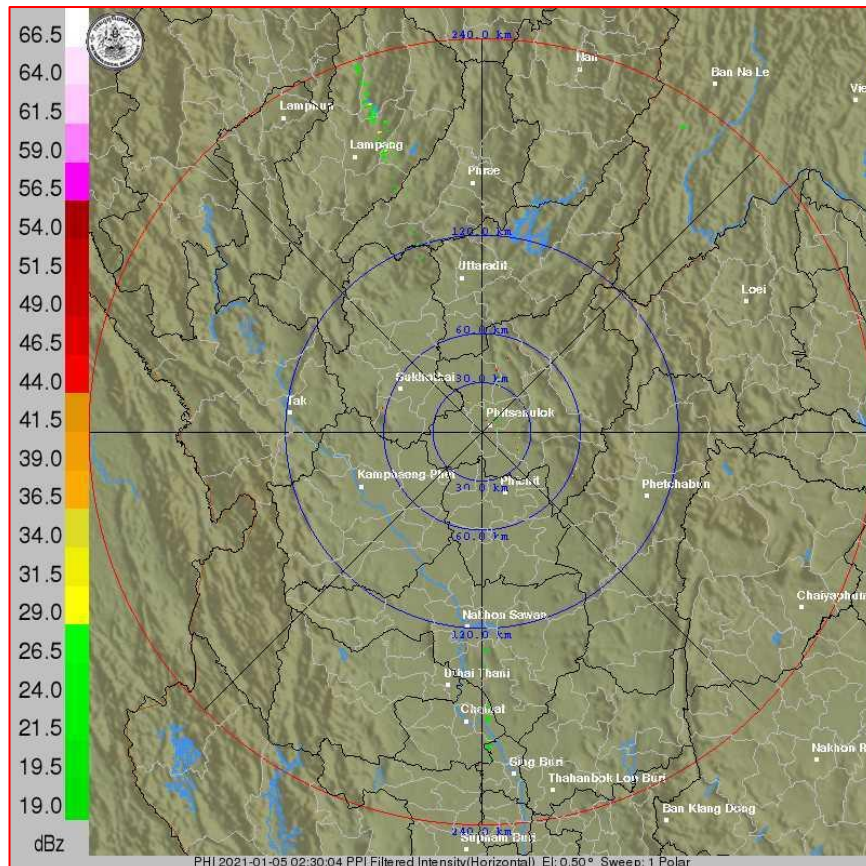 66.5
64.0
61.5
59.0
56.5
54.0
51.5
49.0
46.5
44.0
41.5
39.0
36.5
34.0
31.5
29.0
26.5
24.0
21.5
19.5
19.0
dBz
240.0 km
Nan
Ban Na Le
Vie
Lamphun
Lampang
Phrae
120.0 km
Uttaradit
Loei
60.0 km
30.0 km
Sukhothai
Tak
Phitsanulok
Kamphaeng Phet
Phichit
Phetchabun
30.0 km
60.0 km
Chaiyaphum
Nakhon Sawan
120.0 km
Uthai Thani
Chainat
Nakhon R
Sing Buri
Thahanbok Lop Buri
Ban Klang Dong
240.0 km
Suphan Buri
PHI 2021-01-05 02:30:04 PPI Filtered Intensity(Horizontal) El: 0.50° Sweep: 1 Polar